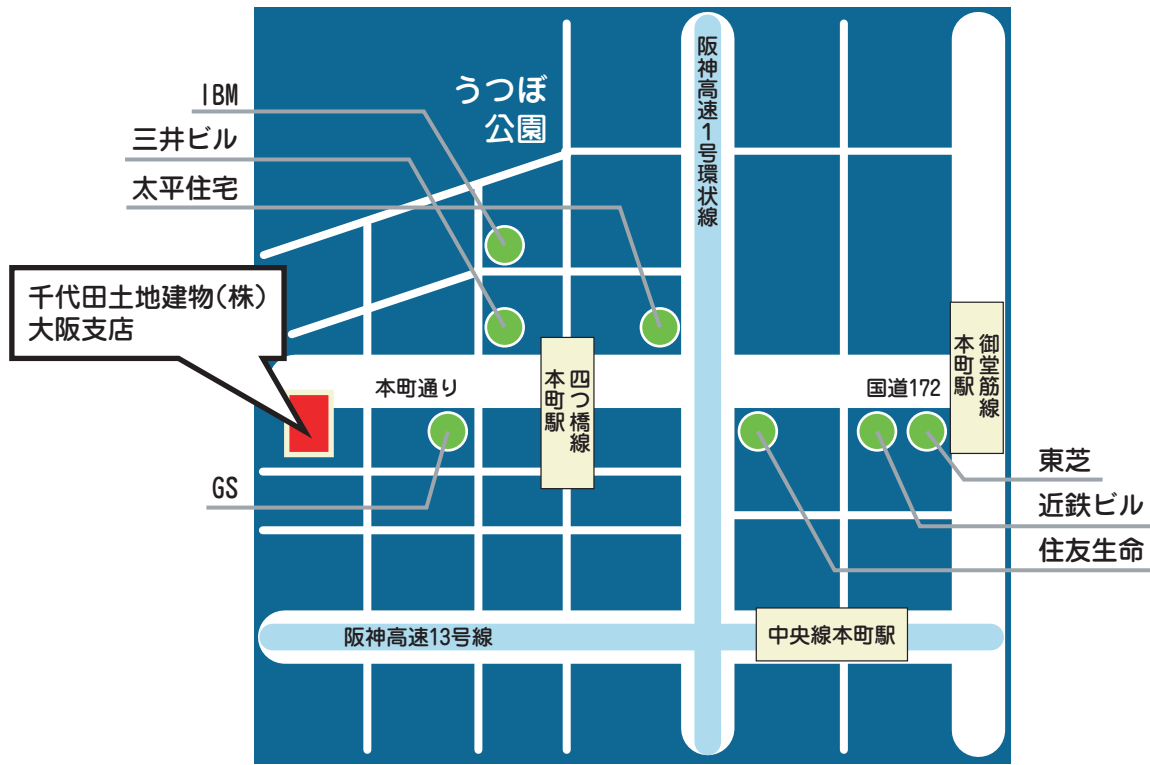 IBM
三井ビル
太平住宅
うつぼ
公園
阪神高速1号環状線
千代田土地建物(株)
大阪支店
本町通り
四つ橋線
本町駅
国道172
御堂筋線
本町駅
GS
東芝
近鉄ビル
住友生命
阪神高速13号線
中央線本町駅